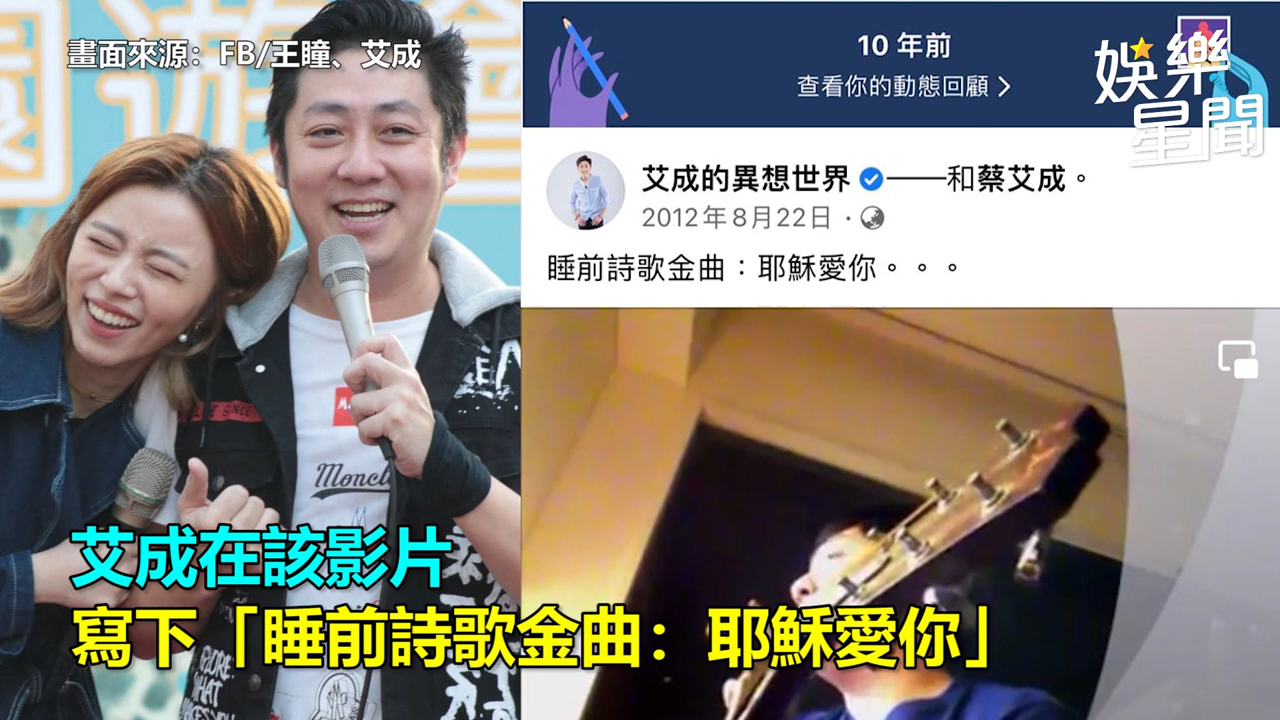 畫面來源：FB/王瞳、艾成
10 年前
查看你的動態回顧
娛樂
星聞
艾成的異想世界——和蔡艾成。
2012年8月22日
睡前詩歌金曲：耶穌愛你。。。
艾成在該影片
寫下「睡前詩歌金曲：耶穌愛你」